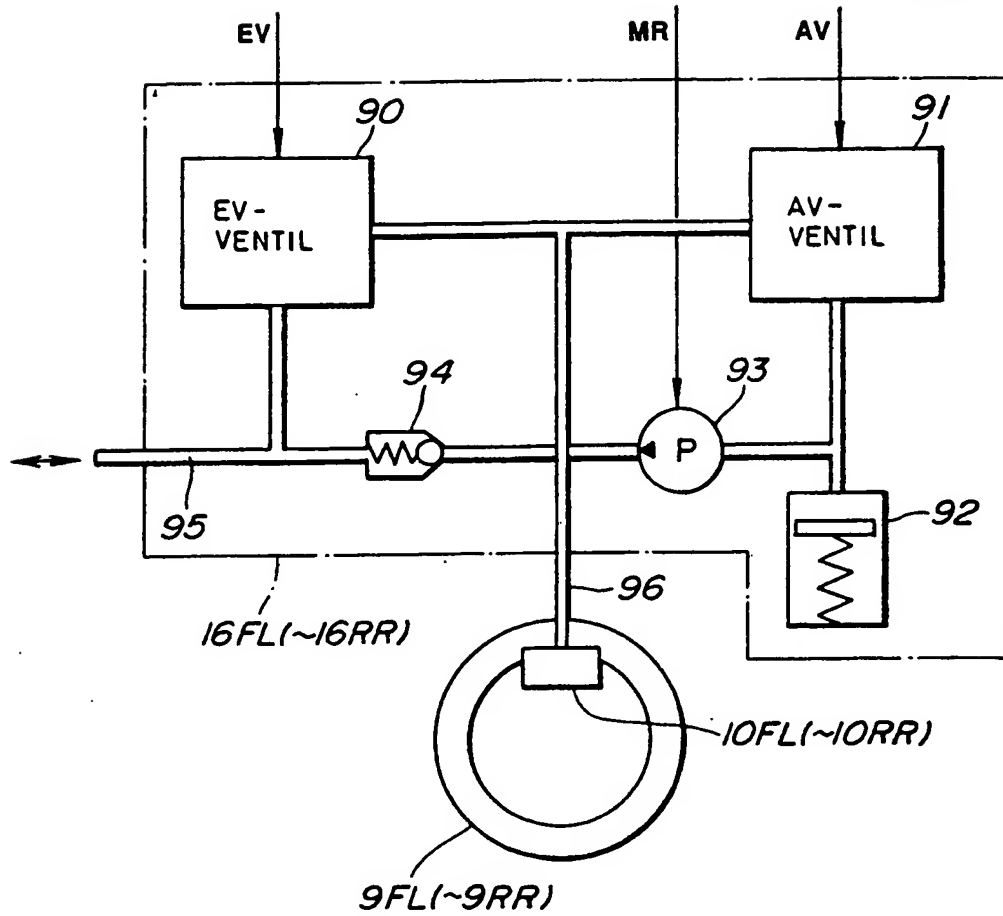 EV
MR
AV
90
91
EV-
VENTIL
AV-
VENTIL
94
93
P
92
95
96
16FL(~16RR)
10FL(~10RR)
9FL(~9RR)